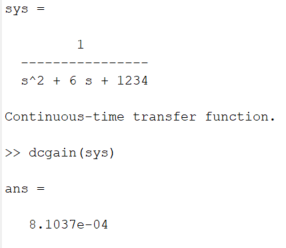 sys =
1
----------------
s^2 + 6 s + 1234
Continuous-time transfer function.
>> dcgain(sys)
ans =
8.1037e-04